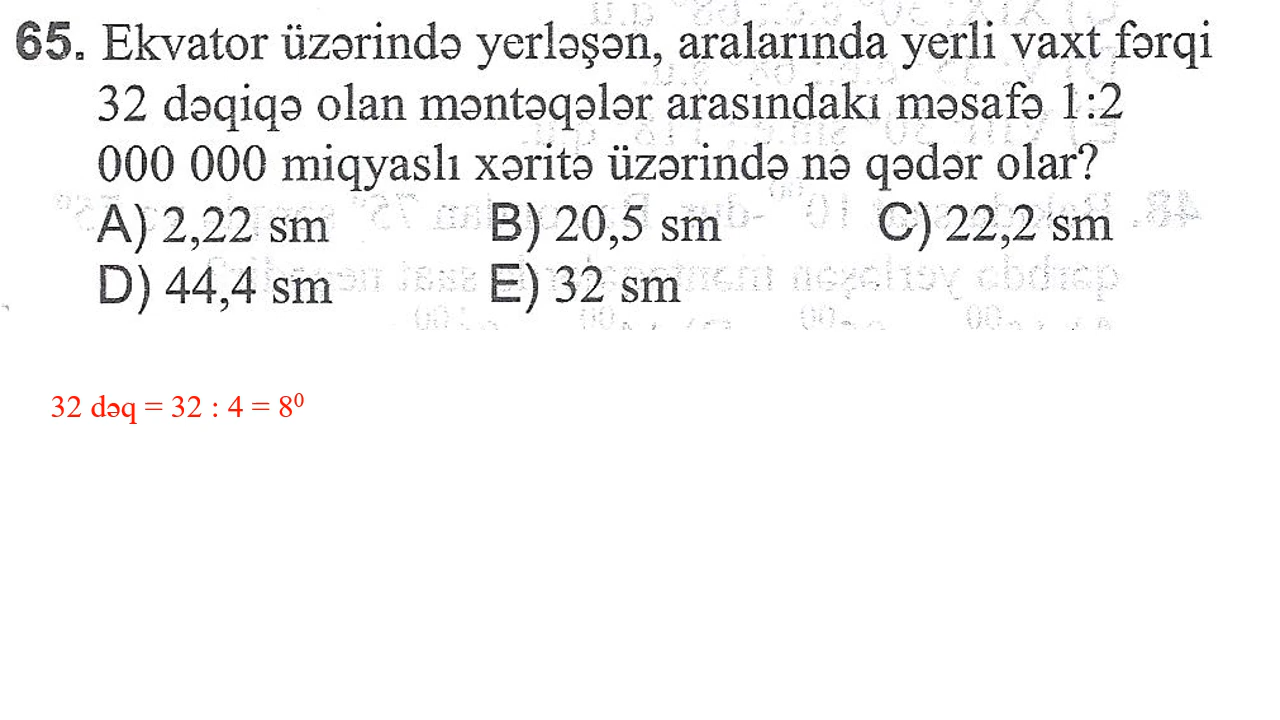 65. Ekvator üzərində yerləşən, aralarında yerli vaxt fərqi
32 dəqiqə olan məntəqələr arasındakı məsafə 1:2
000 000 miqyaslı xəritə üzərində nə qədər olar?
A) 2,22 sm B) 20,5 sm C) 22,2 sm
D) 44,4 sm E) 32 sm
32 dəq = 32 : 4 = 8⁰